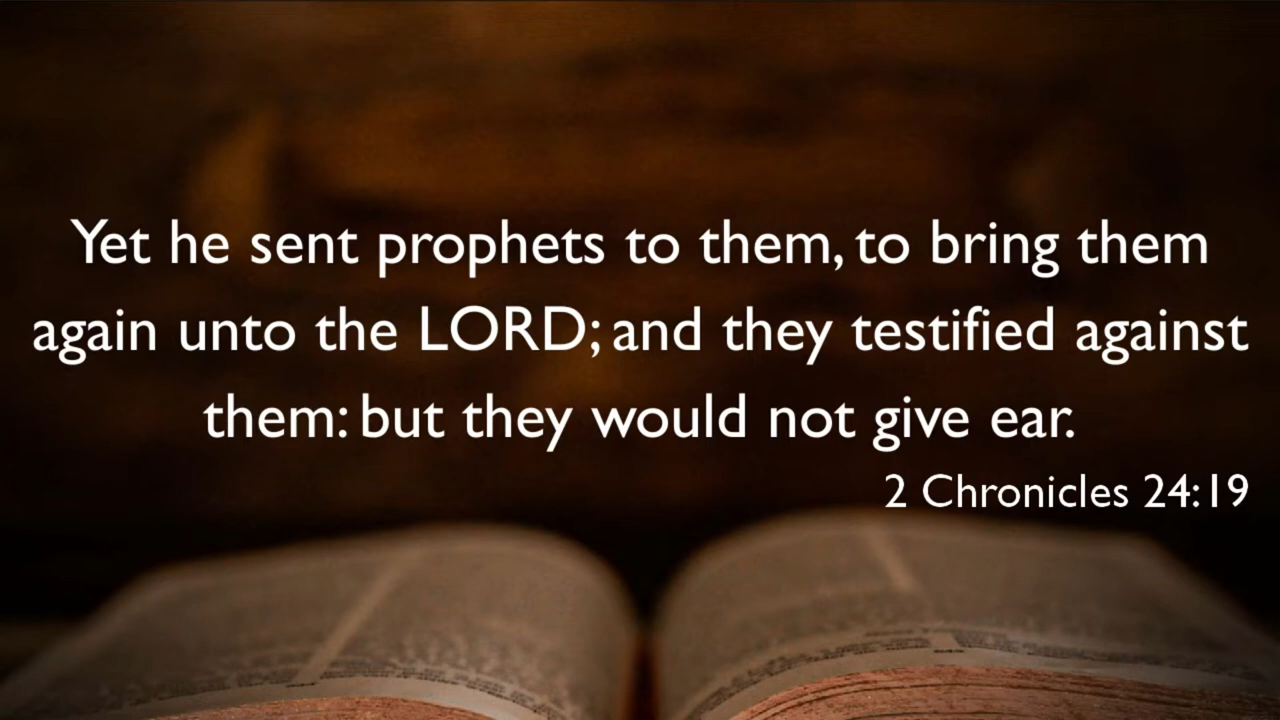 Yet he sent prophets to them, to bring them
again unto the LORD; and they testified against
them: but they would not give ear.
2 Chronicles 24:19